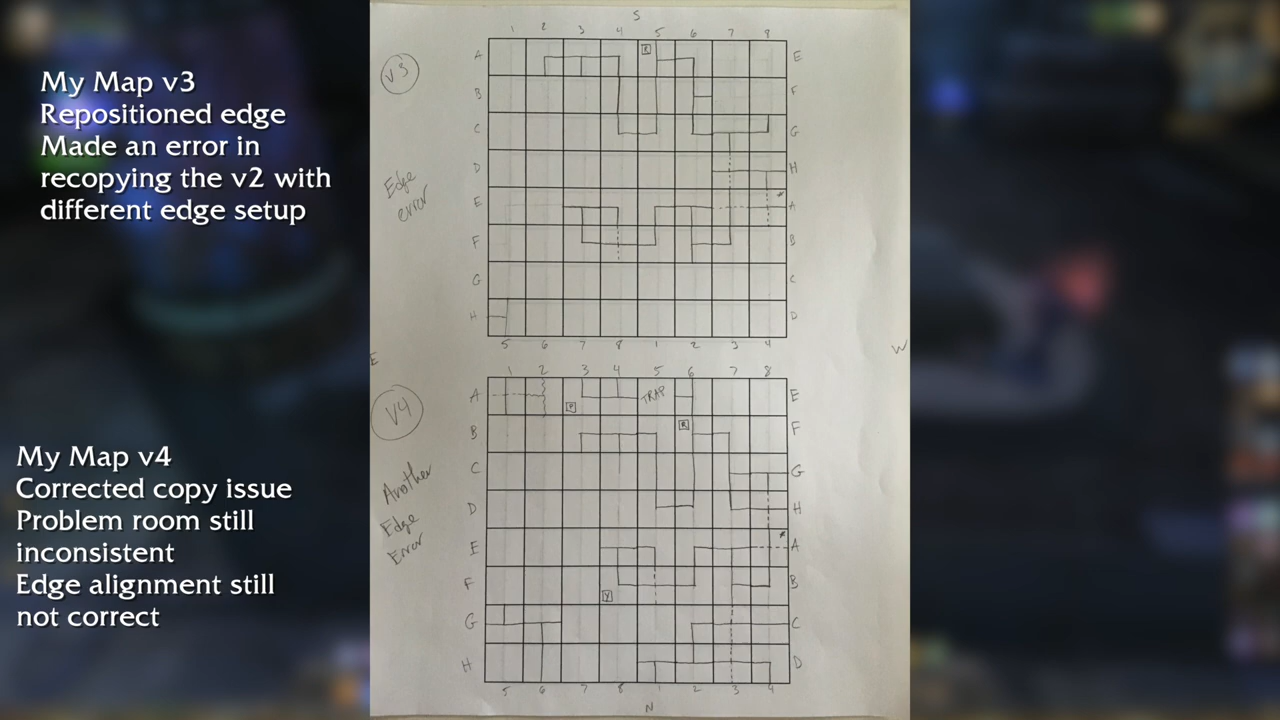 My Map v3
Repositioned edge
Made an error in
recopying the v2 with
different edge setup
My Map v4
Corrected copy issue
Problem room still
inconsistent
Edge alignment still
not correct
S
1 2 3 4 5 6 7 8
V3
R
A E
B F
C G
D H
Edge
error
E A
F B
G C
H D
5 6 7 8 1 2 3 4
E
W
1 2 3 4 5 6 7 8
V4
A TRAP E
P
R
B F
C G
Another
Edge
Error
D H
E A
F B
Y
G C
H D
5 6 7 8 1 2 3 4
N